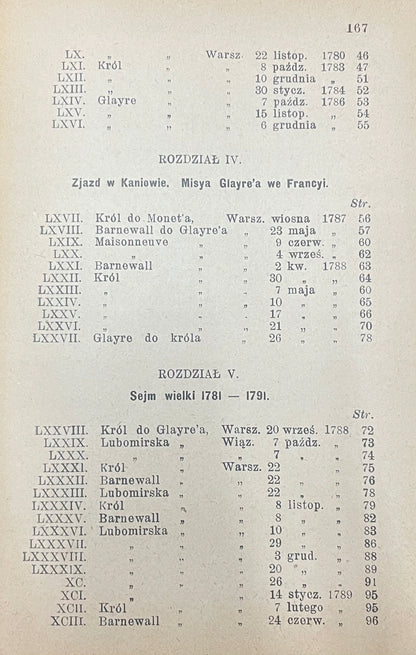 167
LX. „ „ Warsz. 22 listop. 1780 46
LXI. Król „ „ 8 paźdz. 1783 47
LXII. „ „ „ 10 grudnia „ 51
LXIII. „ „ „ 30 stycz. 1784 52
LXIV. Glayre „ „ 7 paźdz. 1786 53
LXV. „ „ „ 15 listop. „ 54
LXVI. „ „ „ 6 grudnia „ 55
ROZDZIAŁ IV.
Zjazd w Kaniowie. Misya Glayre'a we Francyi.
Str.
LXVII. Król do Monet'a, Warsz. wiosna 1787 56
LXVIII. Barnewall do Glayre'a „ 23 maja „ 57
LXIX. Maisonneuve „ „ 9 czerw. „ 60
LXX. „ „ „ 4 wrześ. „ 62
LXXI. Barnewall „ „ 2 kw. 1788 63
LXXII. Król „ „ 30 „ „ 64
LXXIII. „ „ „ 7 maja „ 60
LXXIV. „ „ „ 10 „ „ 65
LXXV. „ „ „ 17 „ „ 66
LXXVI. „ „ „ 21 „ „ 70
LXXVII. Glayre do króla „ 26 „ „ 78
ROZDZIAŁ V.
Sejm wielki 1781 — 1791.
Str.
LXXVIII. Król do Glayre'a, Warsz. 20 wrześ. 1788 72
LXXIX. Lubomirska „ Wiąz. 7 paźdz. „ 73
LXXX. „ „ „ 7 „ „ 74
LXXXI. Król „ Warsz. 22 „ „ 75
LXXXII. Barnewall „ „ 22 „ „ 76
LXXXIII. Lubomirska „ „ 22 „ „ 78
LXXXIV. Król „ „ 8 listop. „ 79
LXXXV. Barnewall „ „ 8 „ „ 82
LXXXVI. Lubomirska „ „ 10 „ „ 83
LXXXVII. „ „ „ 29 „ „ 86
LXXXVIII. „ „ „ 3 grud. „ 88
LXXXIX. „ „ „ 20 „ „ 89
XC. „ „ „ 26 „ „ 91
XCI. „ „ „ 14 stycz. 1789 95
XCII. Król „ „ 7 lutego „ 95
XCIII. Barnewall „ „ 24 czerw. „ 96